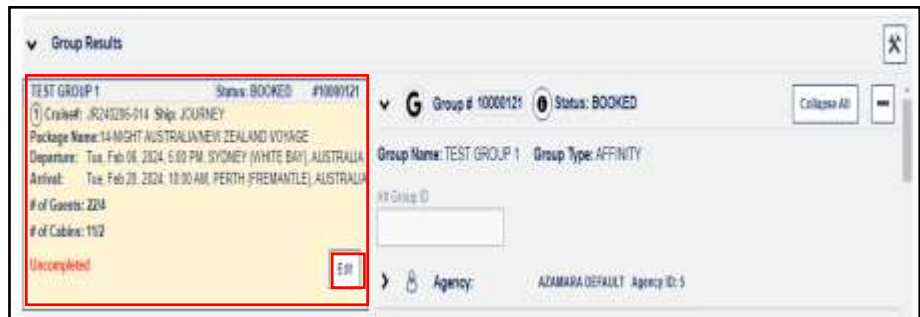 Group Results
TEST GROUP 1 Status: BOOKED #10000121
1 Cruise#: JR240206-014 Ship: JOURNEY
Package Name: 14-NIGHT AUSTRALIA/NEW ZEALAND VOYAGE
Departure: Tue, Feb 06, 2024, 6:00 PM, SYDNEY (WHITE BAY), AUSTRALIA
Arrival: Tue, Feb 20, 2024, 10:00 AM, PERTH (FREMANTLE), AUSTRALIA
# of Guests: 22/4
# of Cabins: 11/2
Uncompleted
Edit
G Group # 10000121 Status: BOOKED
Collapse All
Group Name: TEST GROUP 1 Group Type: AFFINITY
Alt Group ID
Agency: AZAMARA DEFAULT Agency ID: 5